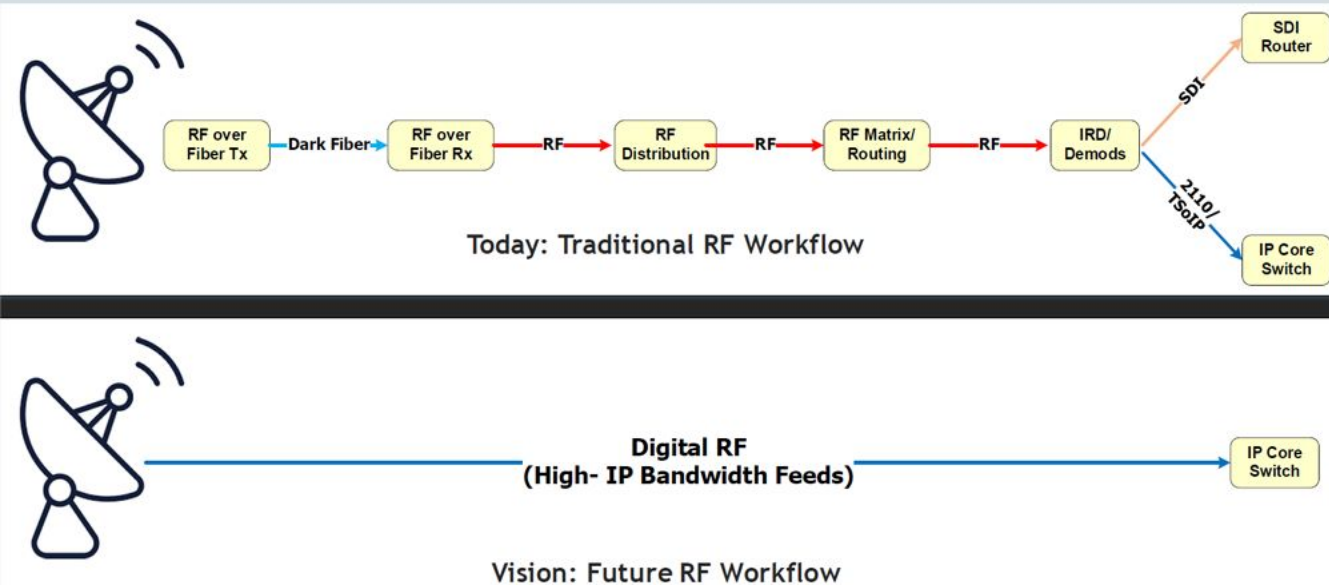 SDI
Router
SDI
RF over
Fiber Tx
Dark Fiber
RF over
Fiber Rx
RF
RF
Distribution
RF
RF Matrix/
Routing
RF
IRD/
Demods
2110/
TSoIP
Today: Traditional RF Workflow
IP Core
Switch
Digital RF
(High- IP Bandwidth Feeds)
IP Core
Switch
Vision: Future RF Workflow